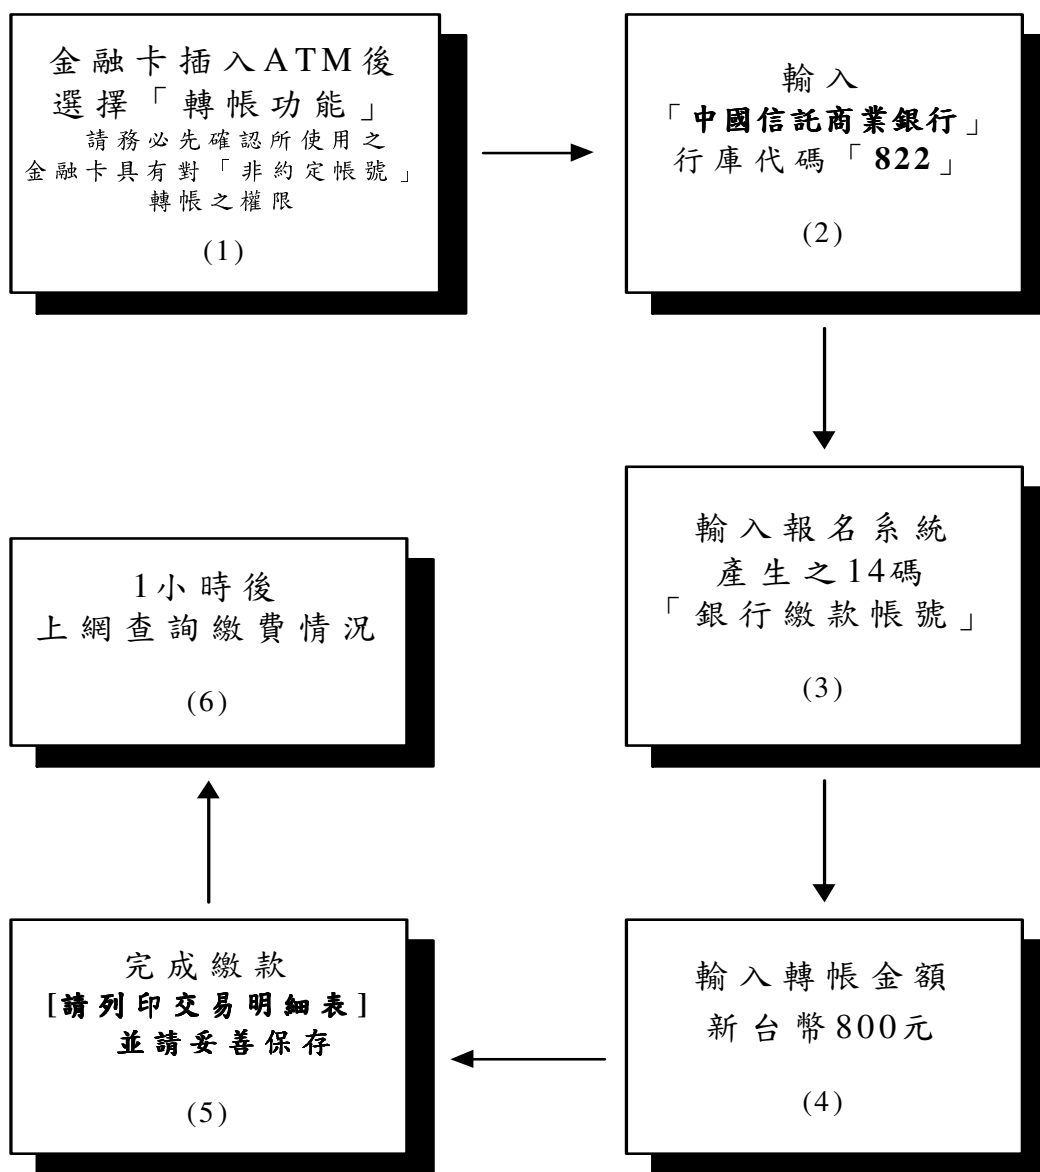 金融卡插入ATM後
選擇「轉帳功能」
請務必先確認所使用之
金融卡具有對「非約定帳號」
轉帳之權限
(1)
輸入
「中國信託商業銀行」
行庫代碼「822」
(2)
輸入報名系統
產生之14碼
「銀行繳款帳號」
(3)
輸入轉帳金額
新台幣800元
(4)
完成繳款
[請列印交易明細表]
並請妥善保存
(5)
1小時後
上網查詢繳費情況
(6)